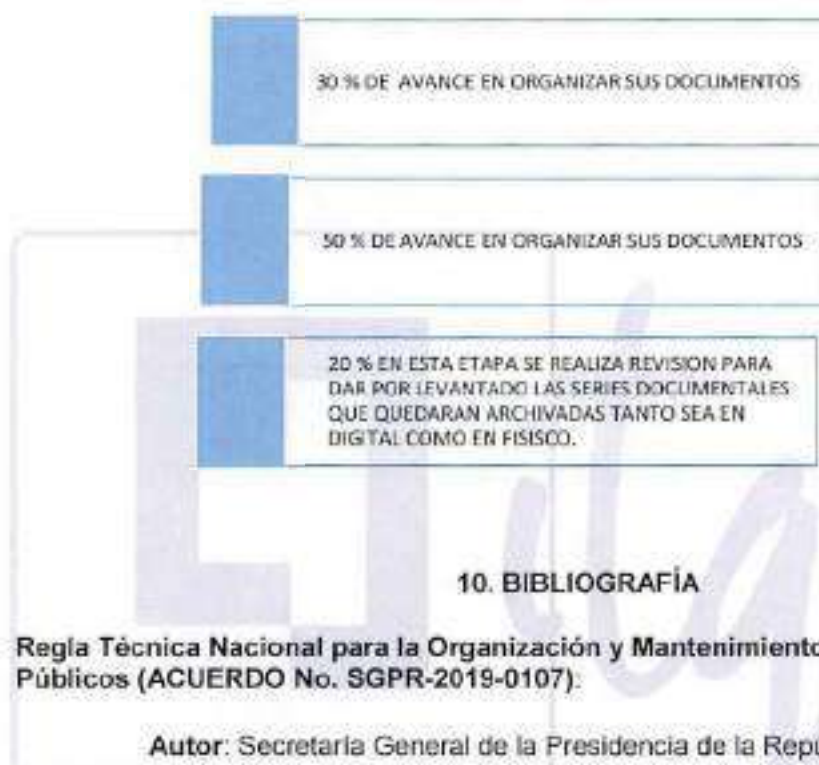 30 % DE AVANCE EN ORGANIZAR SUS DOCUMENTOS
50 % DE AVANCE EN ORGANIZAR SUS DOCUMENTOS
20 % EN ESTA ETAPA SE REALIZA REVISION PARA
DAR POR LEVANTADO LAS SERIES DOCUMENTALES
QUE QUEDARAN ARCHIVADAS TANTO SEA EN
DIGITAL COMO EN FISISCO.
10. BIBLIOGRAFÍA
Regla Técnica Nacional para la Organización y Mantenimiento
Públicos (ACUERDO No. SGPR-2019-0107):
Autor: Secretaría General de la Presidencia de la